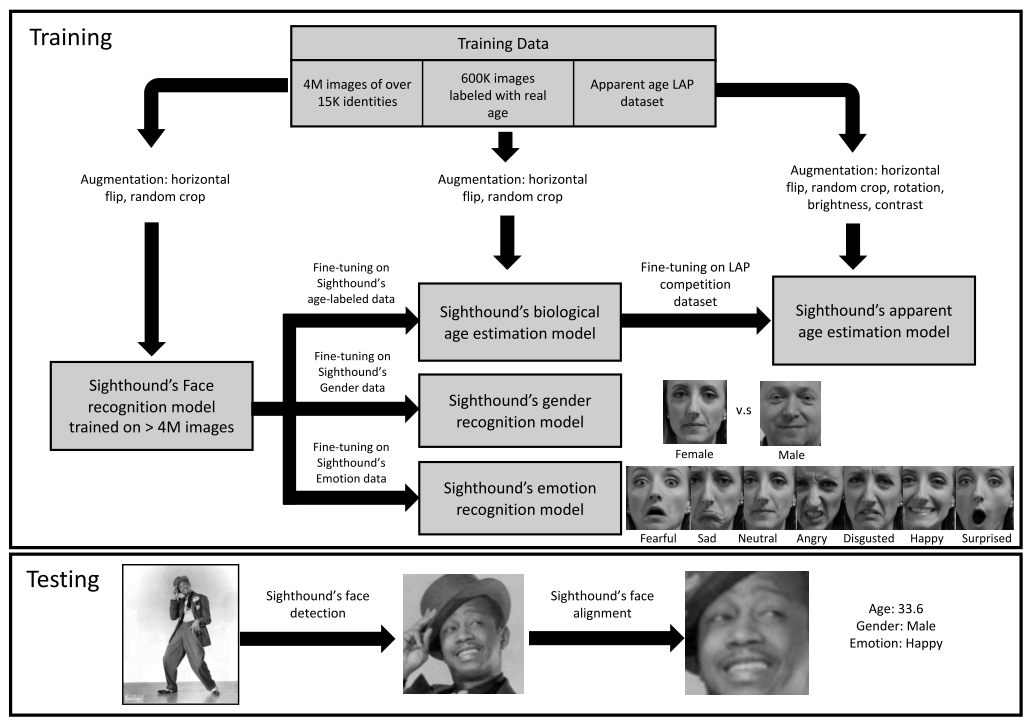 Training
Training Data
4M images of over
15K identities
600K images
labeled with real
age
Apparent age LAP
dataset
Augmentation: horizontal
flip, random crop
Augmentation: horizontal
flip, random crop
Augmentation: horizontal
flip, random crop, rotation,
brightness, contrast
Fine-tuning on
Sighthound's
age-labeled data
Fine-tuning on LAP
competition
dataset
Sighthound's biological
age estimation model
Sighthound's apparent
age estimation model
Fine-tuning on
Sighthound's
Gender data
Sighthound's Face
recognition model
trained on > 4M images
Sighthound's gender
recognition model
v.s
Female
Male
Fine-tuning on
Sighthound's
Emotion data
Sighthound's emotion
recognition model
Fearful Sad Neutral Angry Disgusted Happy Surprised
Testing
Sighthound's face
detection
Sighthound's face
alignment
Age: 33.6
Gender: Male
Emotion: Happy